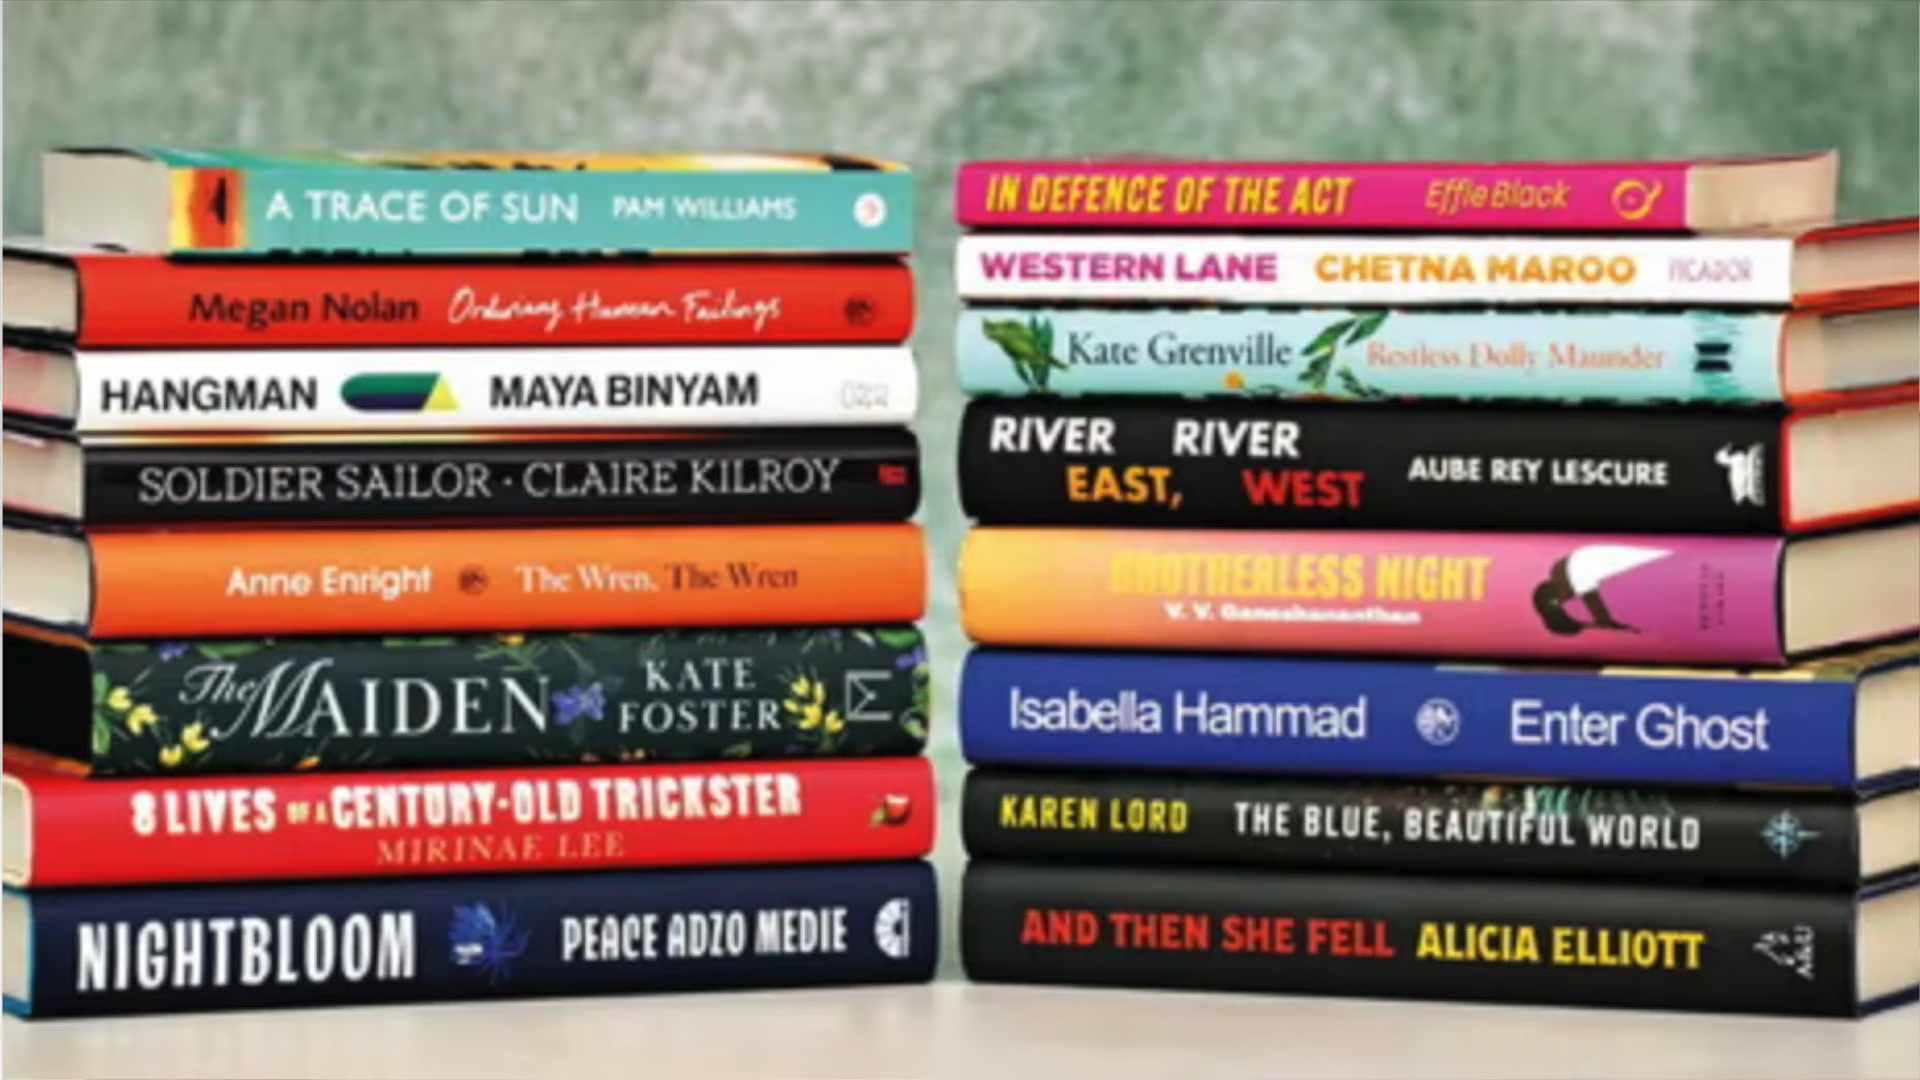 A TRACE OF SUN PAM WILLIAMS
Megan Nolan Ordinary Human Failings
HANGMAN MAYA BINYAM
SOLDIER SAILOR · CLAIRE KILROY
Anne Enright The Wren, The Wren
The MAIDEN KATE
FOSTER
8 LIVES OF A CENTURY-OLD TRICKSTER
MIRINAE LEE
NIGHTBLOOM PEACE ADZO MEDIE
IN DEFENCE OF THE ACT Effie Black
WESTERN LANE CHETNA MAROO PICADOR
Kate Grenville Restless Dolly Maunder
RIVER RIVER
EAST, WEST AUBE REY LESCURE
BROTHERLESS NIGHT
V. V. Ganeshananthan
Isabella Hammad Enter Ghost
KAREN LORD THE BLUE, BEAUTIFUL WORLD
AND THEN SHE FELL ALICIA ELLIOTT
A&U